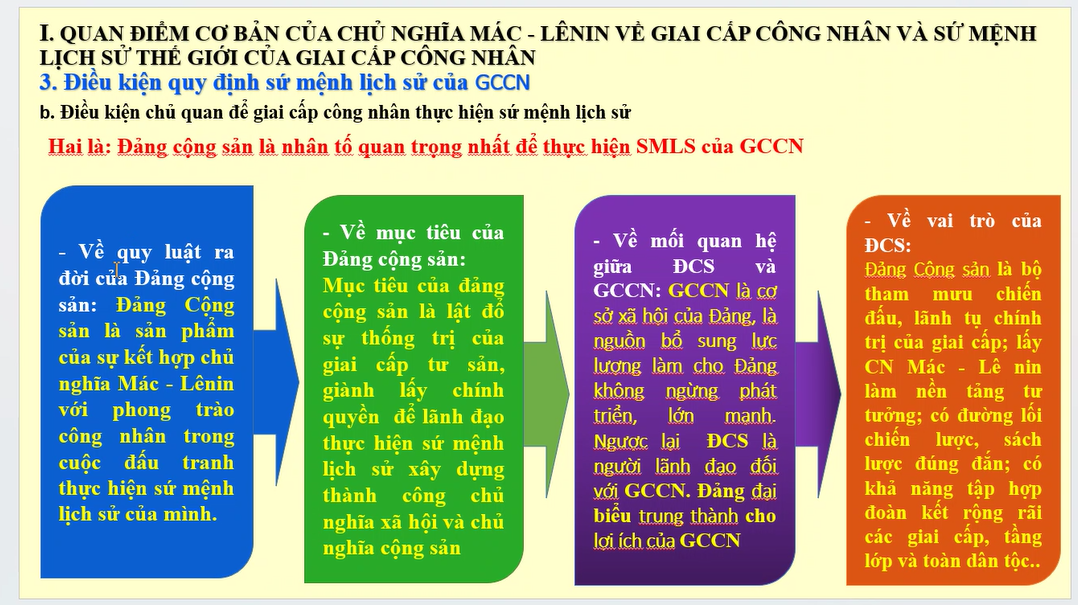 I. QUAN ĐIỂM CƠ BẢN CỦA CHỦ NGHĨA MÁC - LÊNIN VỀ GIAI CẤP CÔNG NHÂN VÀ SỨ MỆNH
LỊCH SỬ THẾ GIỚI CỦA GIAI CẤP CÔNG NHÂN
3. Điều kiện quy định sứ mệnh lịch sử của GCCN
b. Điều kiện chủ quan để giai cấp công nhân thực hiện sứ mệnh lịch sử
Hai là: Đảng cộng sản là nhân tố quan trọng nhất để thực hiện SMLS của GCCN
- Về quy luật ra
đời của Đảng cộng
sản: Đảng Cộng
sản là sản phẩm
của sự kết hợp chủ
nghĩa Mác - Lênin
với phong trào
công nhân trong
cuộc đấu tranh
thực hiện sứ mệnh
lịch sử của mình.
- Về mục tiêu của
Đảng cộng sản:
Mục tiêu của đảng
cộng sản là lật đổ
sự thống trị của
giai cấp tư sản,
giành lấy chính
quyền để lãnh đạo
thực hiện sứ mệnh
lịch sử xây dựng
thành công chủ
nghĩa xã hội và chủ
nghĩa cộng sản
- Về mối quan hệ
giữa ĐCS và
GCCN: GCCN là cơ
sở xã hội của Đảng, là
nguồn bổ sung lực
lượng làm cho Đảng
không ngừng phát
triển, lớn mạnh.
Ngược lại ĐCS là
người lãnh đạo đối
với GCCN. Đảng đại
biểu trung thành cho
lợi ích của GCCN
- Về vai trò của
ĐCS:
Đảng Cộng sản là bộ
tham mưu chiến
đấu, lãnh tụ chính
trị của giai cấp; lấy
CN Mác - Lê nin
làm nền tảng tư
tưởng; có đường lối
chiến lược, sách
lược đúng đắn; có
khả năng tập hợp
đoàn kết rộng rãi
các giai cấp, tầng
lớp và toàn dân tộc..